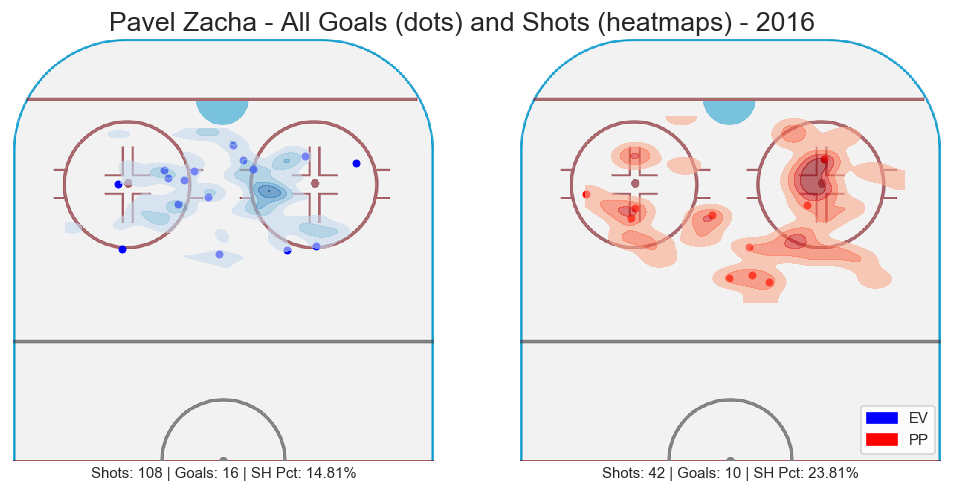 Pavel Zacha - All Goals (dots) and Shots (heatmaps) - 2016
EV
PP
Shots: 108 | Goals: 16 | SH Pct: 14.81%
Shots: 42 | Goals: 10 | SH Pct: 23.81%